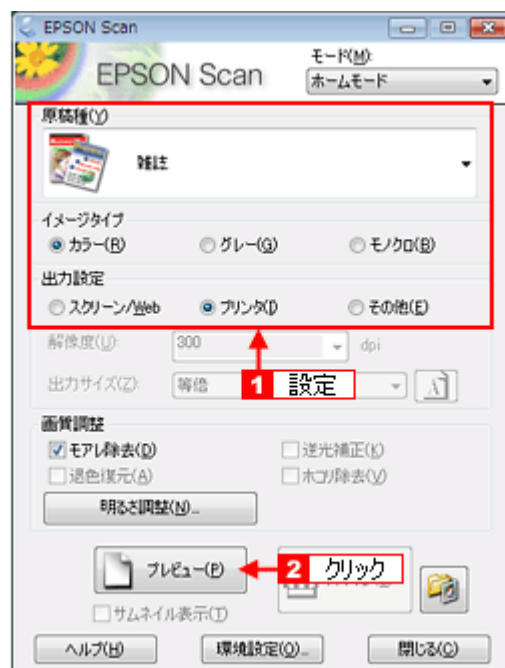 EPSON Scan
EPSON Scan
モード(M):
ホームモード
原稿種(Y)
雑誌
イメージタイプ
カラー(R) グレー(G) モノクロ(B)
出力設定
スクリーン/Web プリンタ(I) その他(E)
解像度(U): 300 dpi
出力サイズ(Z): 等倍
1 設定
画質調整
モアレ除去(D) 逆光補正(K)
退色復元(A) ホコリ除去(V)
明るさ調整(N)...
プレビュー(P) 2 クリック
サムネイル表示(T)
ヘルプ(H) 環境設定(O)... 閉じる(C)